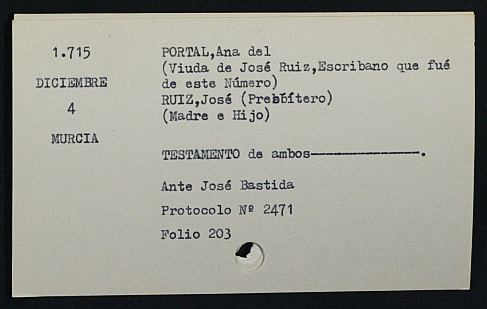 1.715
DICIEMBRE
4
MURCIA
PORTAL,Ana del
(Viuda de José Ruiz,Escribano que fué
de este Número)
RUIZ,José (Presbítero)
(Madre e Hijo)
TESTAMENTO de ambos—————————.
Ante José Bastida
Protocolo Nº 2471
Folio 203